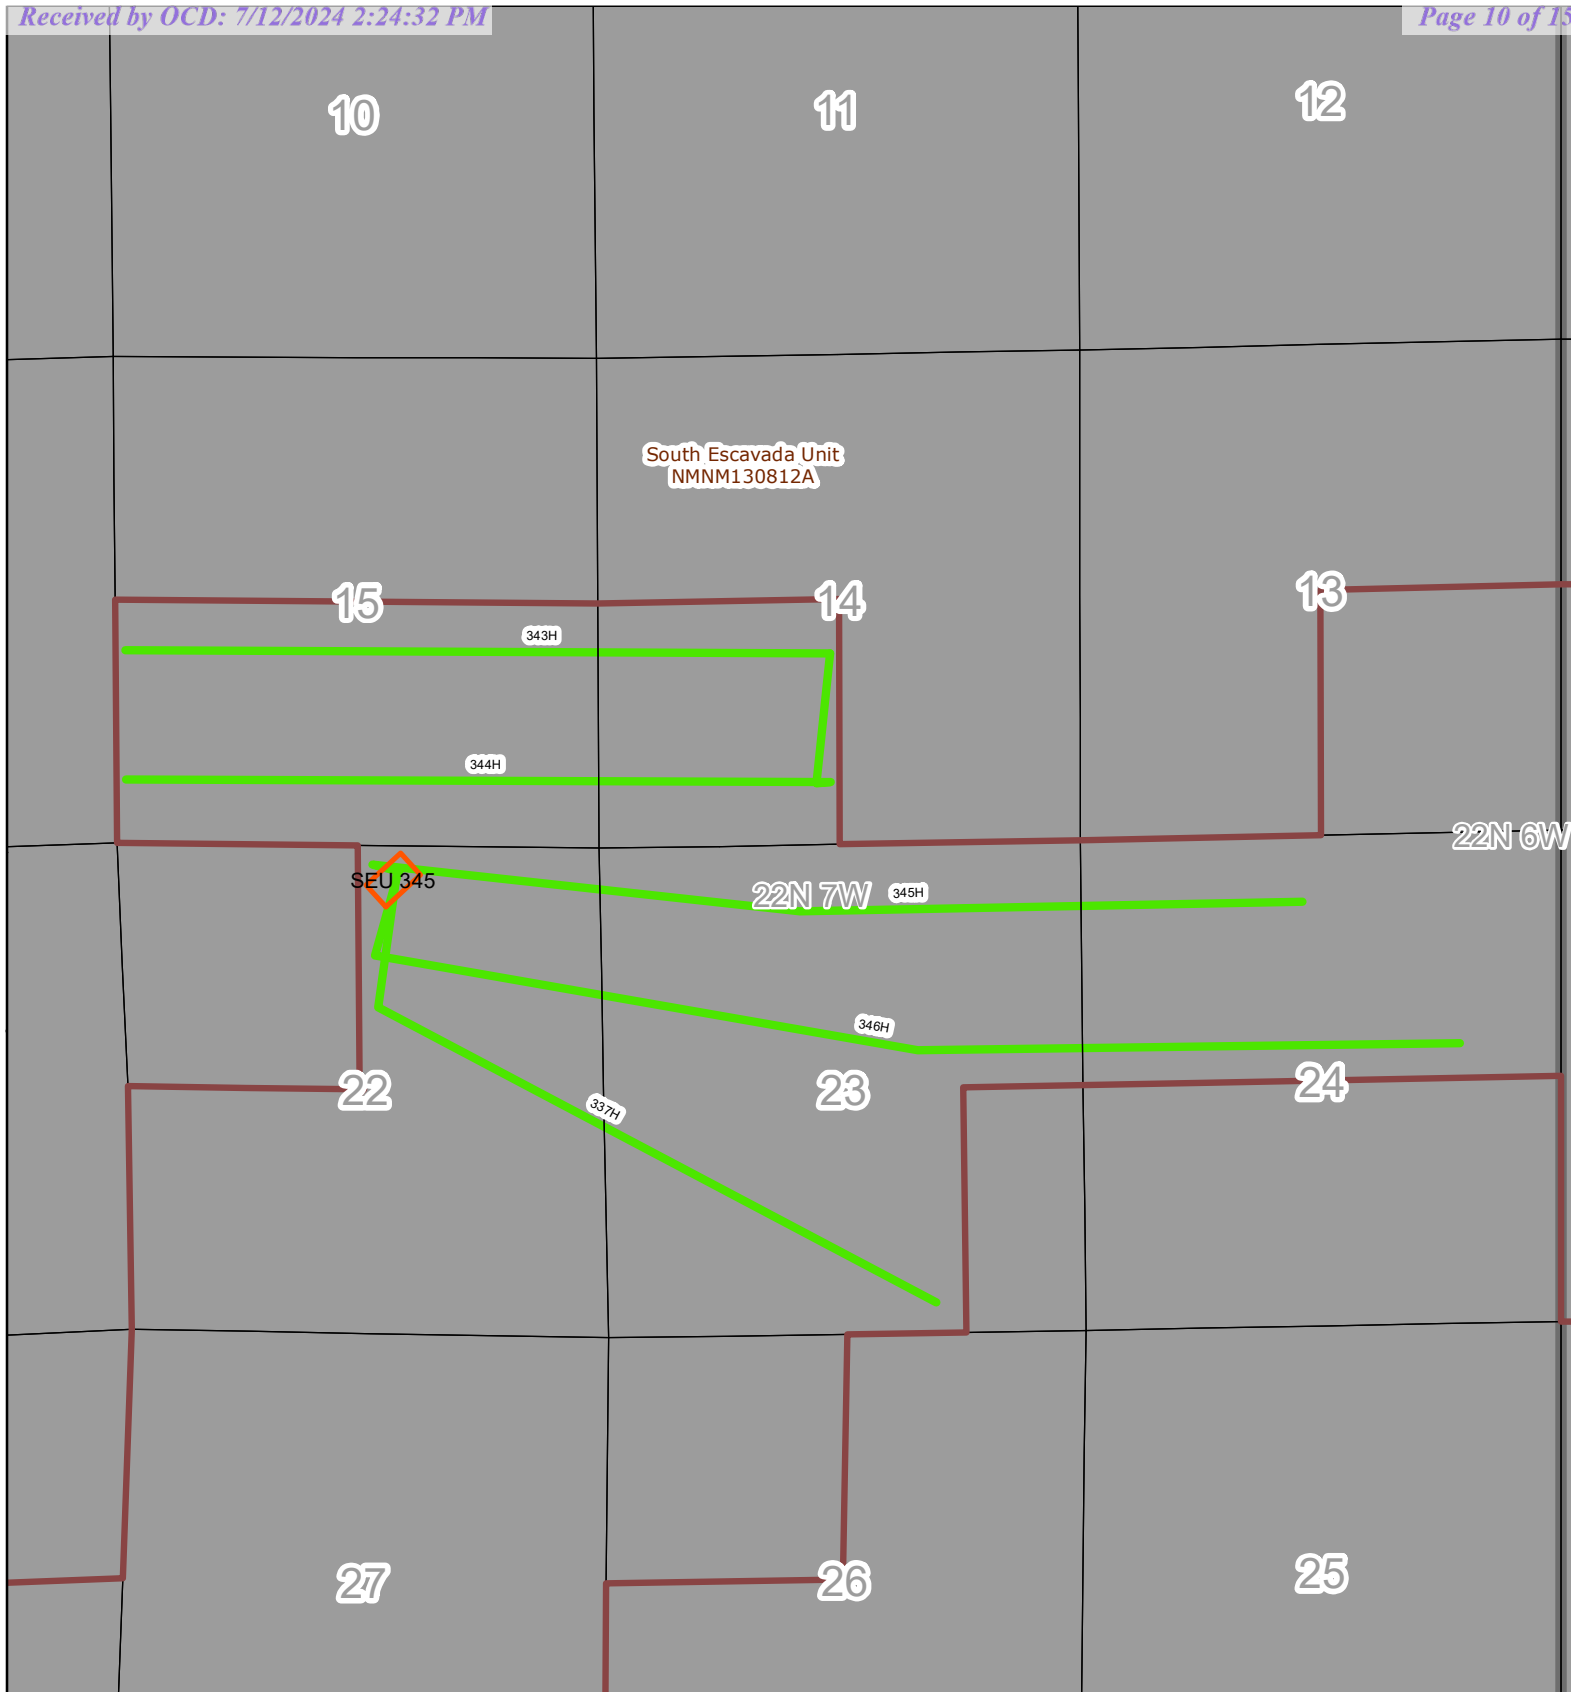 Received by OCD: 7/12/2024 2:24:32 PM
Page 10 of 15
10
11
12
South Escavada Unit
NMNM130812A
15
14
13
343H
344H
22N 6W
SEU 345
22N 7W
345H
346H
22
23
24
337H
27
26
25